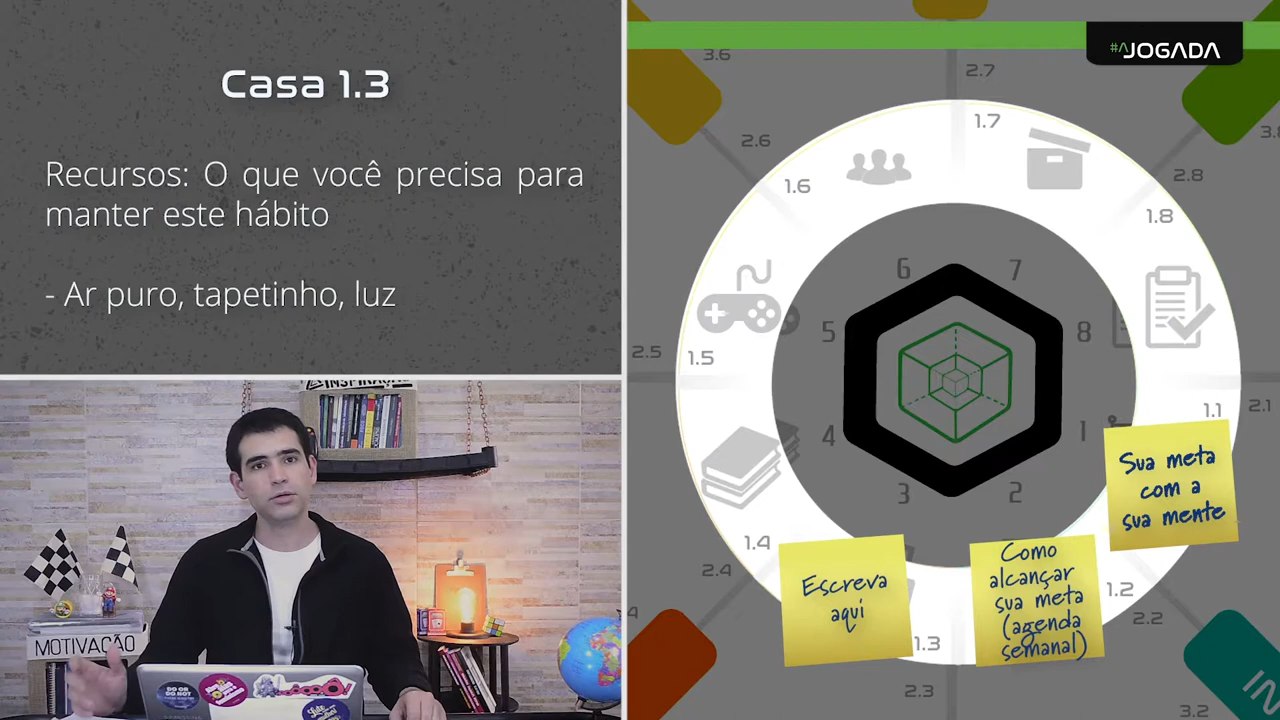 Casa 1.3
Recursos: O que você precisa para
manter este hábito
- Ar puro, tapetinho, luz
INSPIRAÇÃO
MOTIVAÇÃO
DO OR
DO NOT
#AJOGADA
3.6
2.7
2.6
1.7
1.6
2.8
1.8
6
7
5
8
2.5
1.5
4
1
1.1
2.1
3
2
Sua meta
com a
sua mente
1.4
2.4
Escreva
aqui
Como
alcançar
sua meta
(agenda
semanal)
1.2
2.2
1.3
2.3
3.2